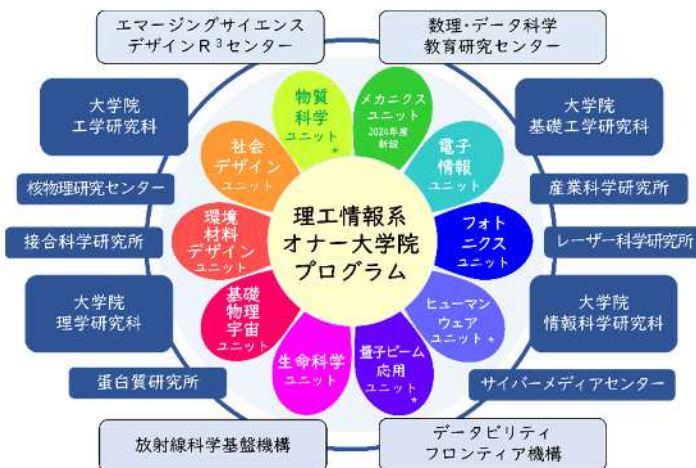 エマージングサイエンス
デザインR³センター
数理・データ科学
教育研究センター
大学院
工学研究科
大学院
基礎工学研究科
核物理研究センター
産業科学研究所
接合科学研究所
レーザー科学研究所
大学院
理学研究科
大学院
情報科学研究科
蛋白質研究所
サイバーメディアセンター
放射線科学基盤機構
データビリティ
フロンティア機構
物質
科学
ユニット*
メカニクス
ユニット
2024年度
新設
電子
情報
ユニット
フォト
ニクス
ユニット
ヒューマン
ウェア
ユニット*
量子ビーム
応用
ユニット*
生命科学
ユニット
基礎
物理
宇宙
ユニット
環境
材料
デザイン
ユニット
社会
デザイン
ユニット
理工情報系
オナー大学院
プログラム